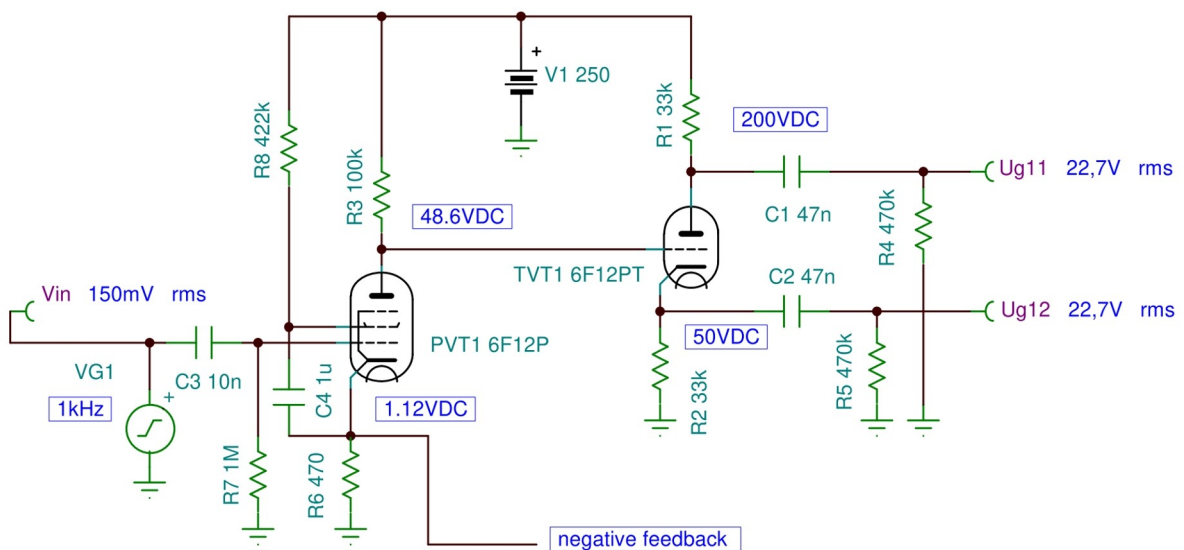 V1 250
R1 33k
200VDC
R8 422k
R3 100k
Ug11 22,7V rms
C1 47n
48.6VDC
R4 470k
TVT1 6F12PT
C2 47n
Vin 150mV rms
Ug12 22,7V rms
50VDC
PVT1 6F12P
VG1
C3 10n
C4 1u
R2 33k
R5 470k
1kHz
1.12VDC
R7 1M
R6 470
negative feedback